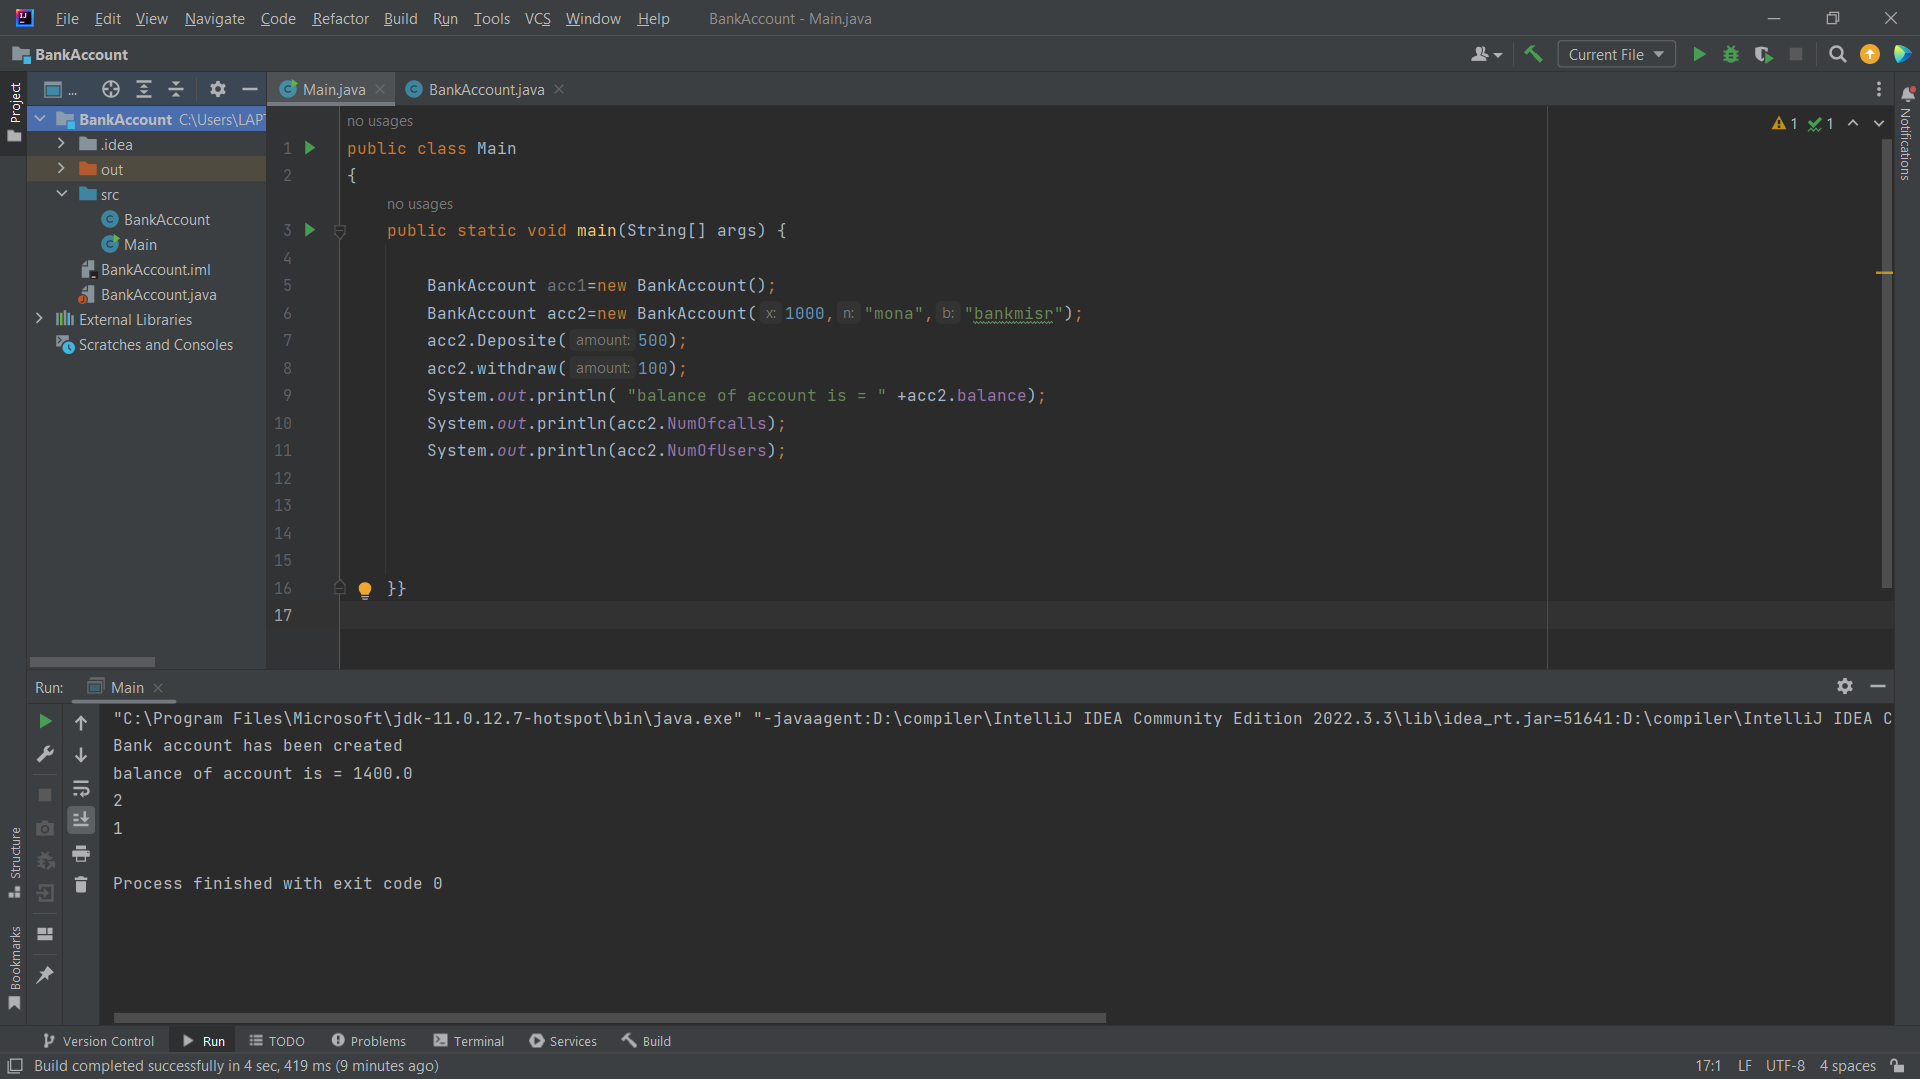 File Edit View Navigate Code Refactor Build Run Tools VCS Window Help BankAccount - Main.java
BankAccount Current File
Project ... Main.java BankAccount.java
BankAccount C:\Users\LAPT
.idea
out
src
BankAccount
Main
BankAccount.iml
BankAccount.java
External Libraries
Scratches and Consoles
no usages
1 public class Main
2 {
no usages
3 public static void main(String[] args) {
4
5 BankAccount acc1=new BankAccount();
6 BankAccount acc2=new BankAccount( x: 1000, n: "mona", b: "bankmisr");
7 acc2.Deposite( amount: 500);
8 acc2.withdraw( amount: 100);
9 System.out.println( "balance of account is = " +acc2.balance);
10 System.out.println(acc2.NumOfcalls);
11 System.out.println(acc2.NumOfUsers);
12
13
14
15
16 }}
17
1 1
Notifications
Run: Main
"C:\Program Files\Microsoft\jdk-11.0.12.7-hotspot\bin\java.exe" "-javaagent:D:\compiler\IntelliJ IDEA Community Edition 2022.3.3\lib\idea_rt.jar=51641:D:\compiler\IntelliJ IDEA C
Bank account has been created
balance of account is = 1400.0
2
1
Process finished with exit code 0
Structure
Bookmarks
Version Control Run TODO Problems Terminal Services Build
Build completed successfully in 4 sec, 419 ms (9 minutes ago) 17:1 LF UTF-8 4 spaces